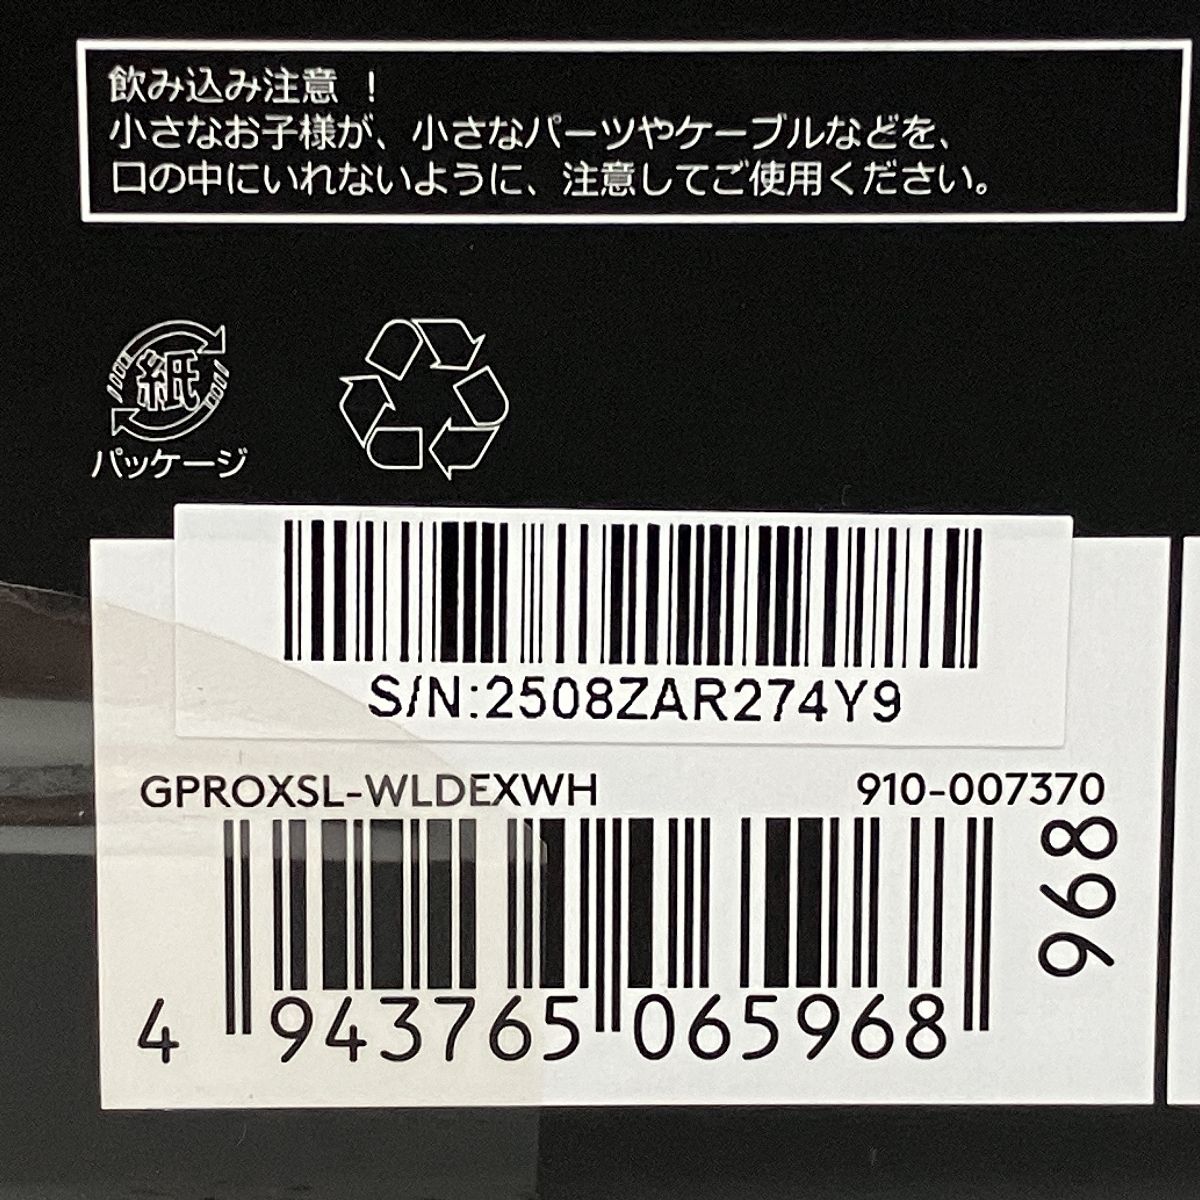 飲み込み注意 !
小さなお子様が、小さなパーツやケーブルなどを、
口の中にいれないように、注意してご使用ください。
紙
パッケージ
S/N:2508ZAR274Y9
GPROXSL-WLDEXWH 910-007370
968
4 943765 065968